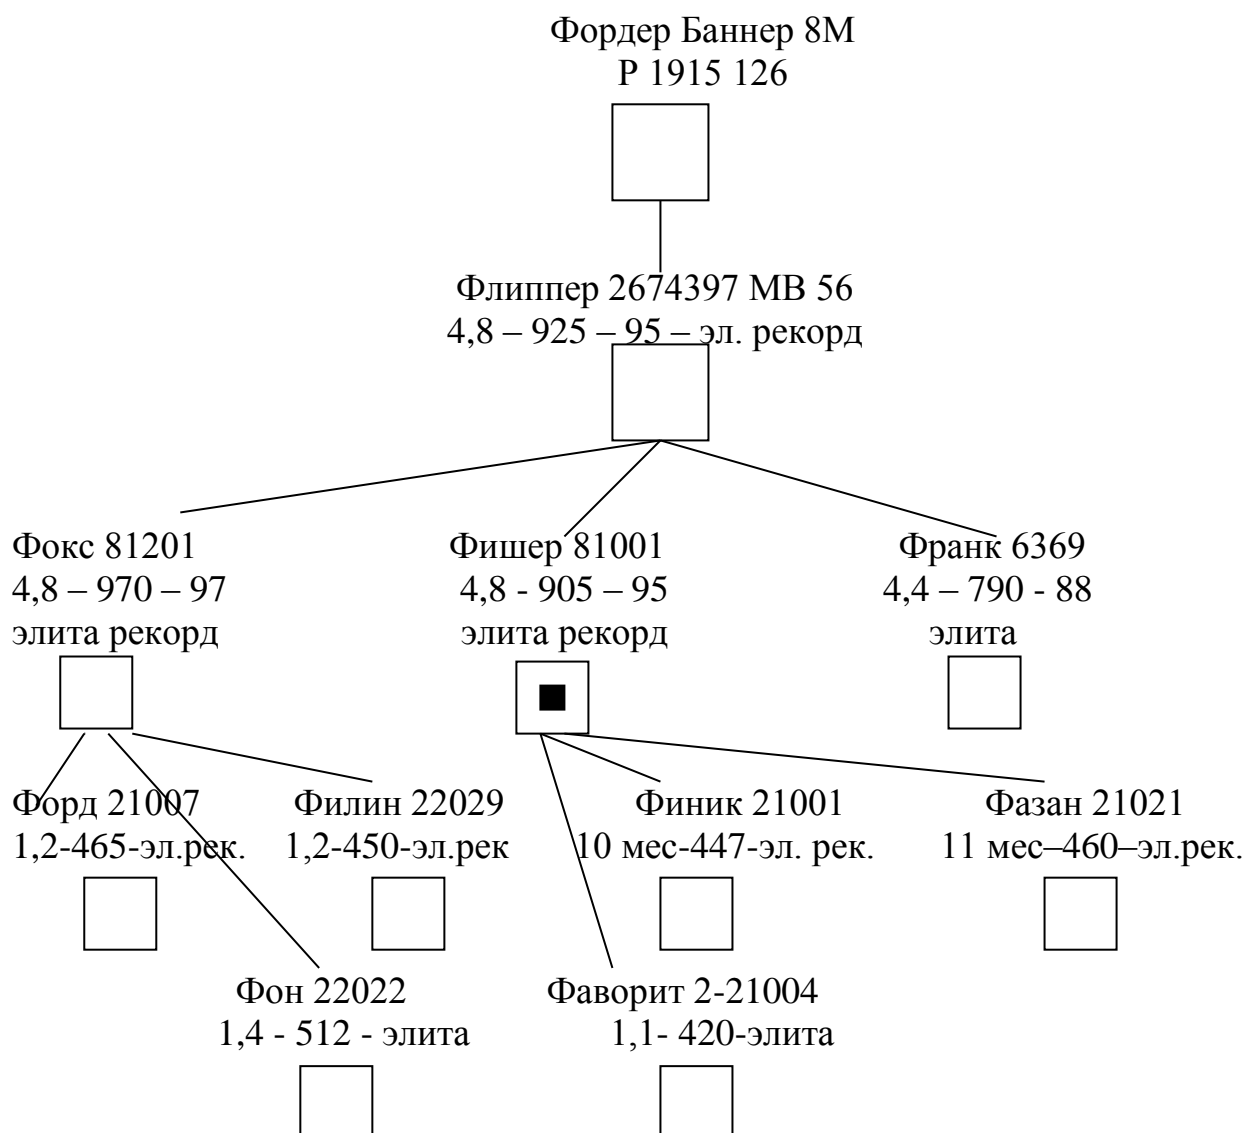 Фордер Баннер 8М
Р 1915 126
Флиппер 2674397 МВ 56
4,8 – 925 – 95 – эл. рекорд
Фокс 81201
4,8 – 970 – 97
элита рекорд
Фишер 81001
4,8 - 905 – 95
элита рекорд
Франк 6369
4,4 – 790 - 88
элита
Форд 21007
1,2-465-эл.рек.
Филин 22029
1,2-450-эл.рек
Финик 21001
10 мес-447-эл. рек.
Фазан 21021
11 мес–460–эл.рек.
Фон 22022
1,4 - 512 - элита
Фаворит 2-21004
1,1- 420-элита